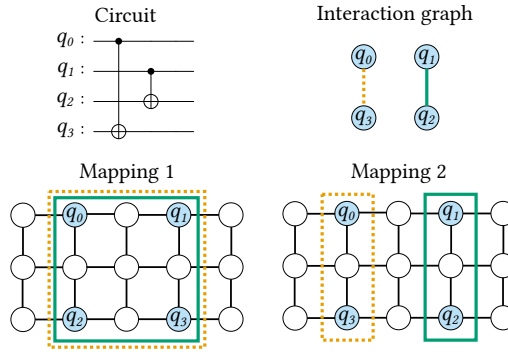 Circuit
q0 :
q1 :
q2 :
q3 :
Interaction graph
q0 q1
q3 q2
Mapping 1
q0 q1
q2 q3
Mapping 2
q0 q1
q3 q2